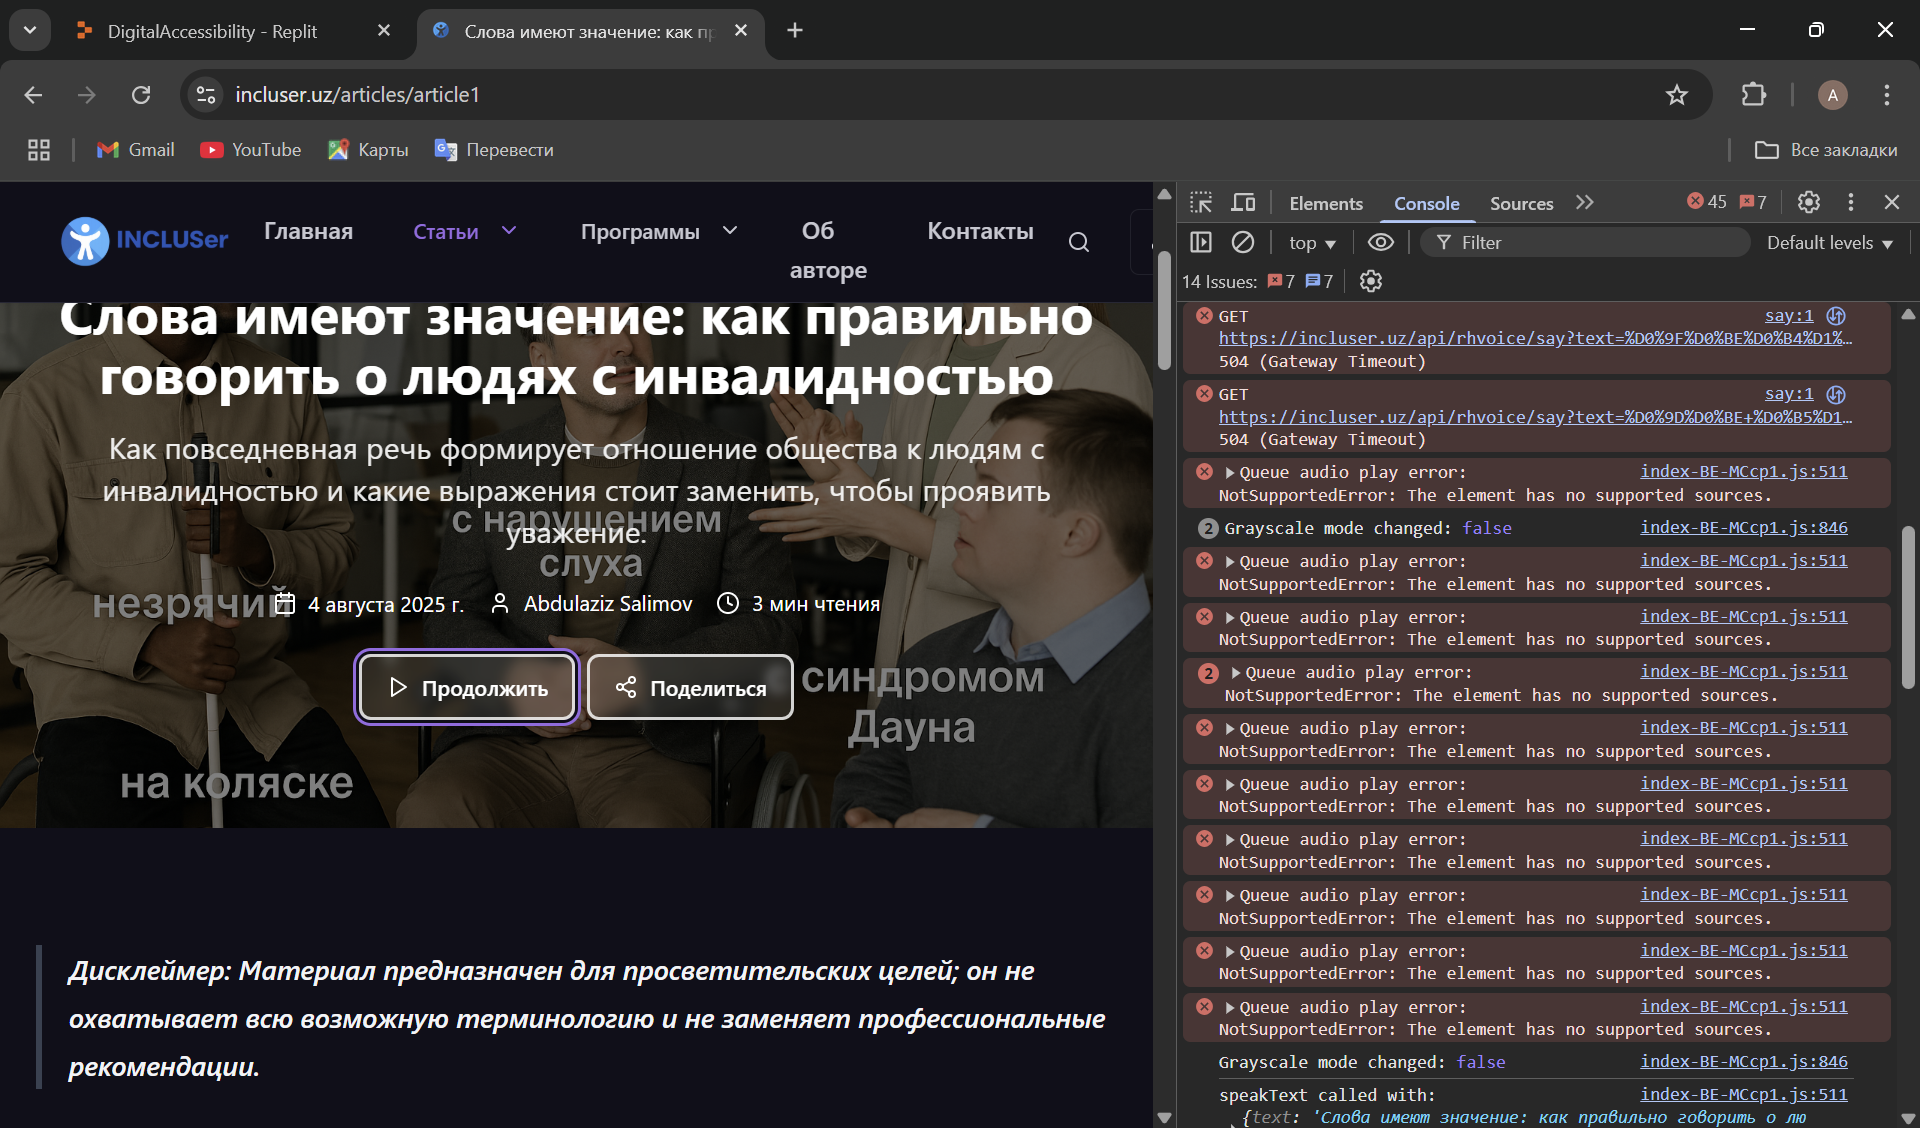 DigitalAccessibility - Replit
Слова имеют значение: как пр
incluser.uz/articles/article1
A
Gmail
YouTube
Карты
Перевести
Все закладки
INCLUSer
Главная
Статьи
Программы
Об
авторе
Контакты
Слова имеют значение: как правильно
говорить о людях с инвалидностью
Как повседневная речь формирует отношение общества к людям с
инвалидностью и какие выражения стоит заменить, чтобы проявить
уважение.
с нарушением
слуха
незрячий
4 августа 2025 г.
Abdulaziz Salimov
3 мин чтения
Продолжить
Поделиться
синдромом
Дауна
на коляске
Дисклеймер: Материал предназначен для просветительских целей; он не
охватывает всю возможную терминологию и не заменяет профессиональные
рекомендации.
Elements
Console
Sources
45
7
top
Filter
Default levels
14 Issues: 7 7
GET say:1
https://incluser.uz/api/rhvoice/say?text=%D0%9F%D0%BE%D0%B4%D1%…
504 (Gateway Timeout)
GET say:1
https://incluser.uz/api/rhvoice/say?text=%D0%9D%D0%BE+%D0%B5%D1…
504 (Gateway Timeout)
Queue audio play error: index-BE-MCcp1.js:511
NotSupportedError: The element has no supported sources.
2 Grayscale mode changed: false index-BE-MCcp1.js:846
Queue audio play error: index-BE-MCcp1.js:511
NotSupportedError: The element has no supported sources.
Queue audio play error: index-BE-MCcp1.js:511
NotSupportedError: The element has no supported sources.
2 Queue audio play error: index-BE-MCcp1.js:511
NotSupportedError: The element has no supported sources.
Queue audio play error: index-BE-MCcp1.js:511
NotSupportedError: The element has no supported sources.
Queue audio play error: index-BE-MCcp1.js:511
NotSupportedError: The element has no supported sources.
Queue audio play error: index-BE-MCcp1.js:511
NotSupportedError: The element has no supported sources.
Queue audio play error: index-BE-MCcp1.js:511
NotSupportedError: The element has no supported sources.
Queue audio play error: index-BE-MCcp1.js:511
NotSupportedError: The element has no supported sources.
Queue audio play error: index-BE-MCcp1.js:511
NotSupportedError: The element has no supported sources.
Grayscale mode changed: false index-BE-MCcp1.js:846
speakText called with: index-BE-MCcp1.js:511
{text: 'Слова имеют значение: как правильно говорить о лю